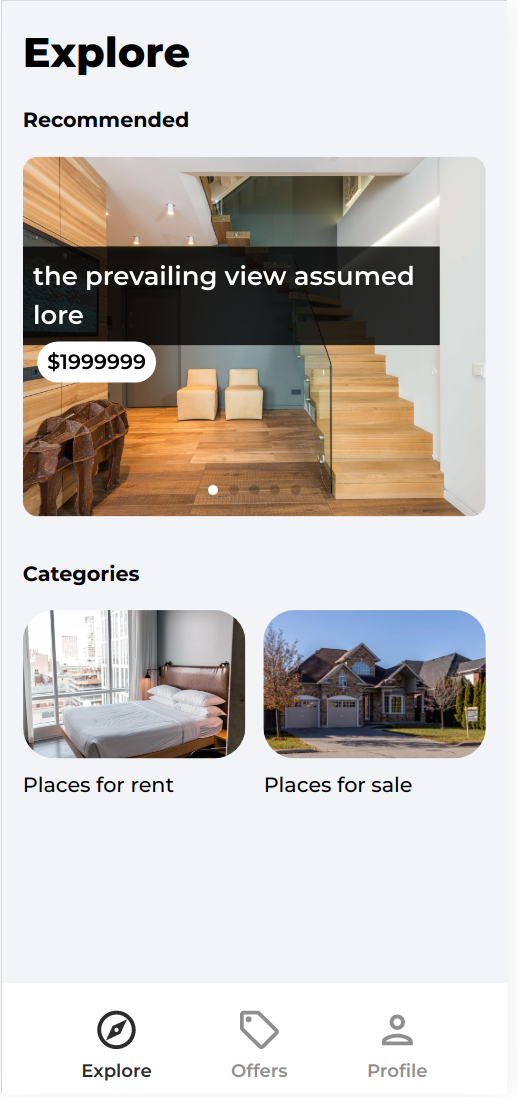 Explore
Recommended
the prevailing view assumed
lore
$1999999
Categories
Places for rent
Places for sale
Explore
Offers
Profile